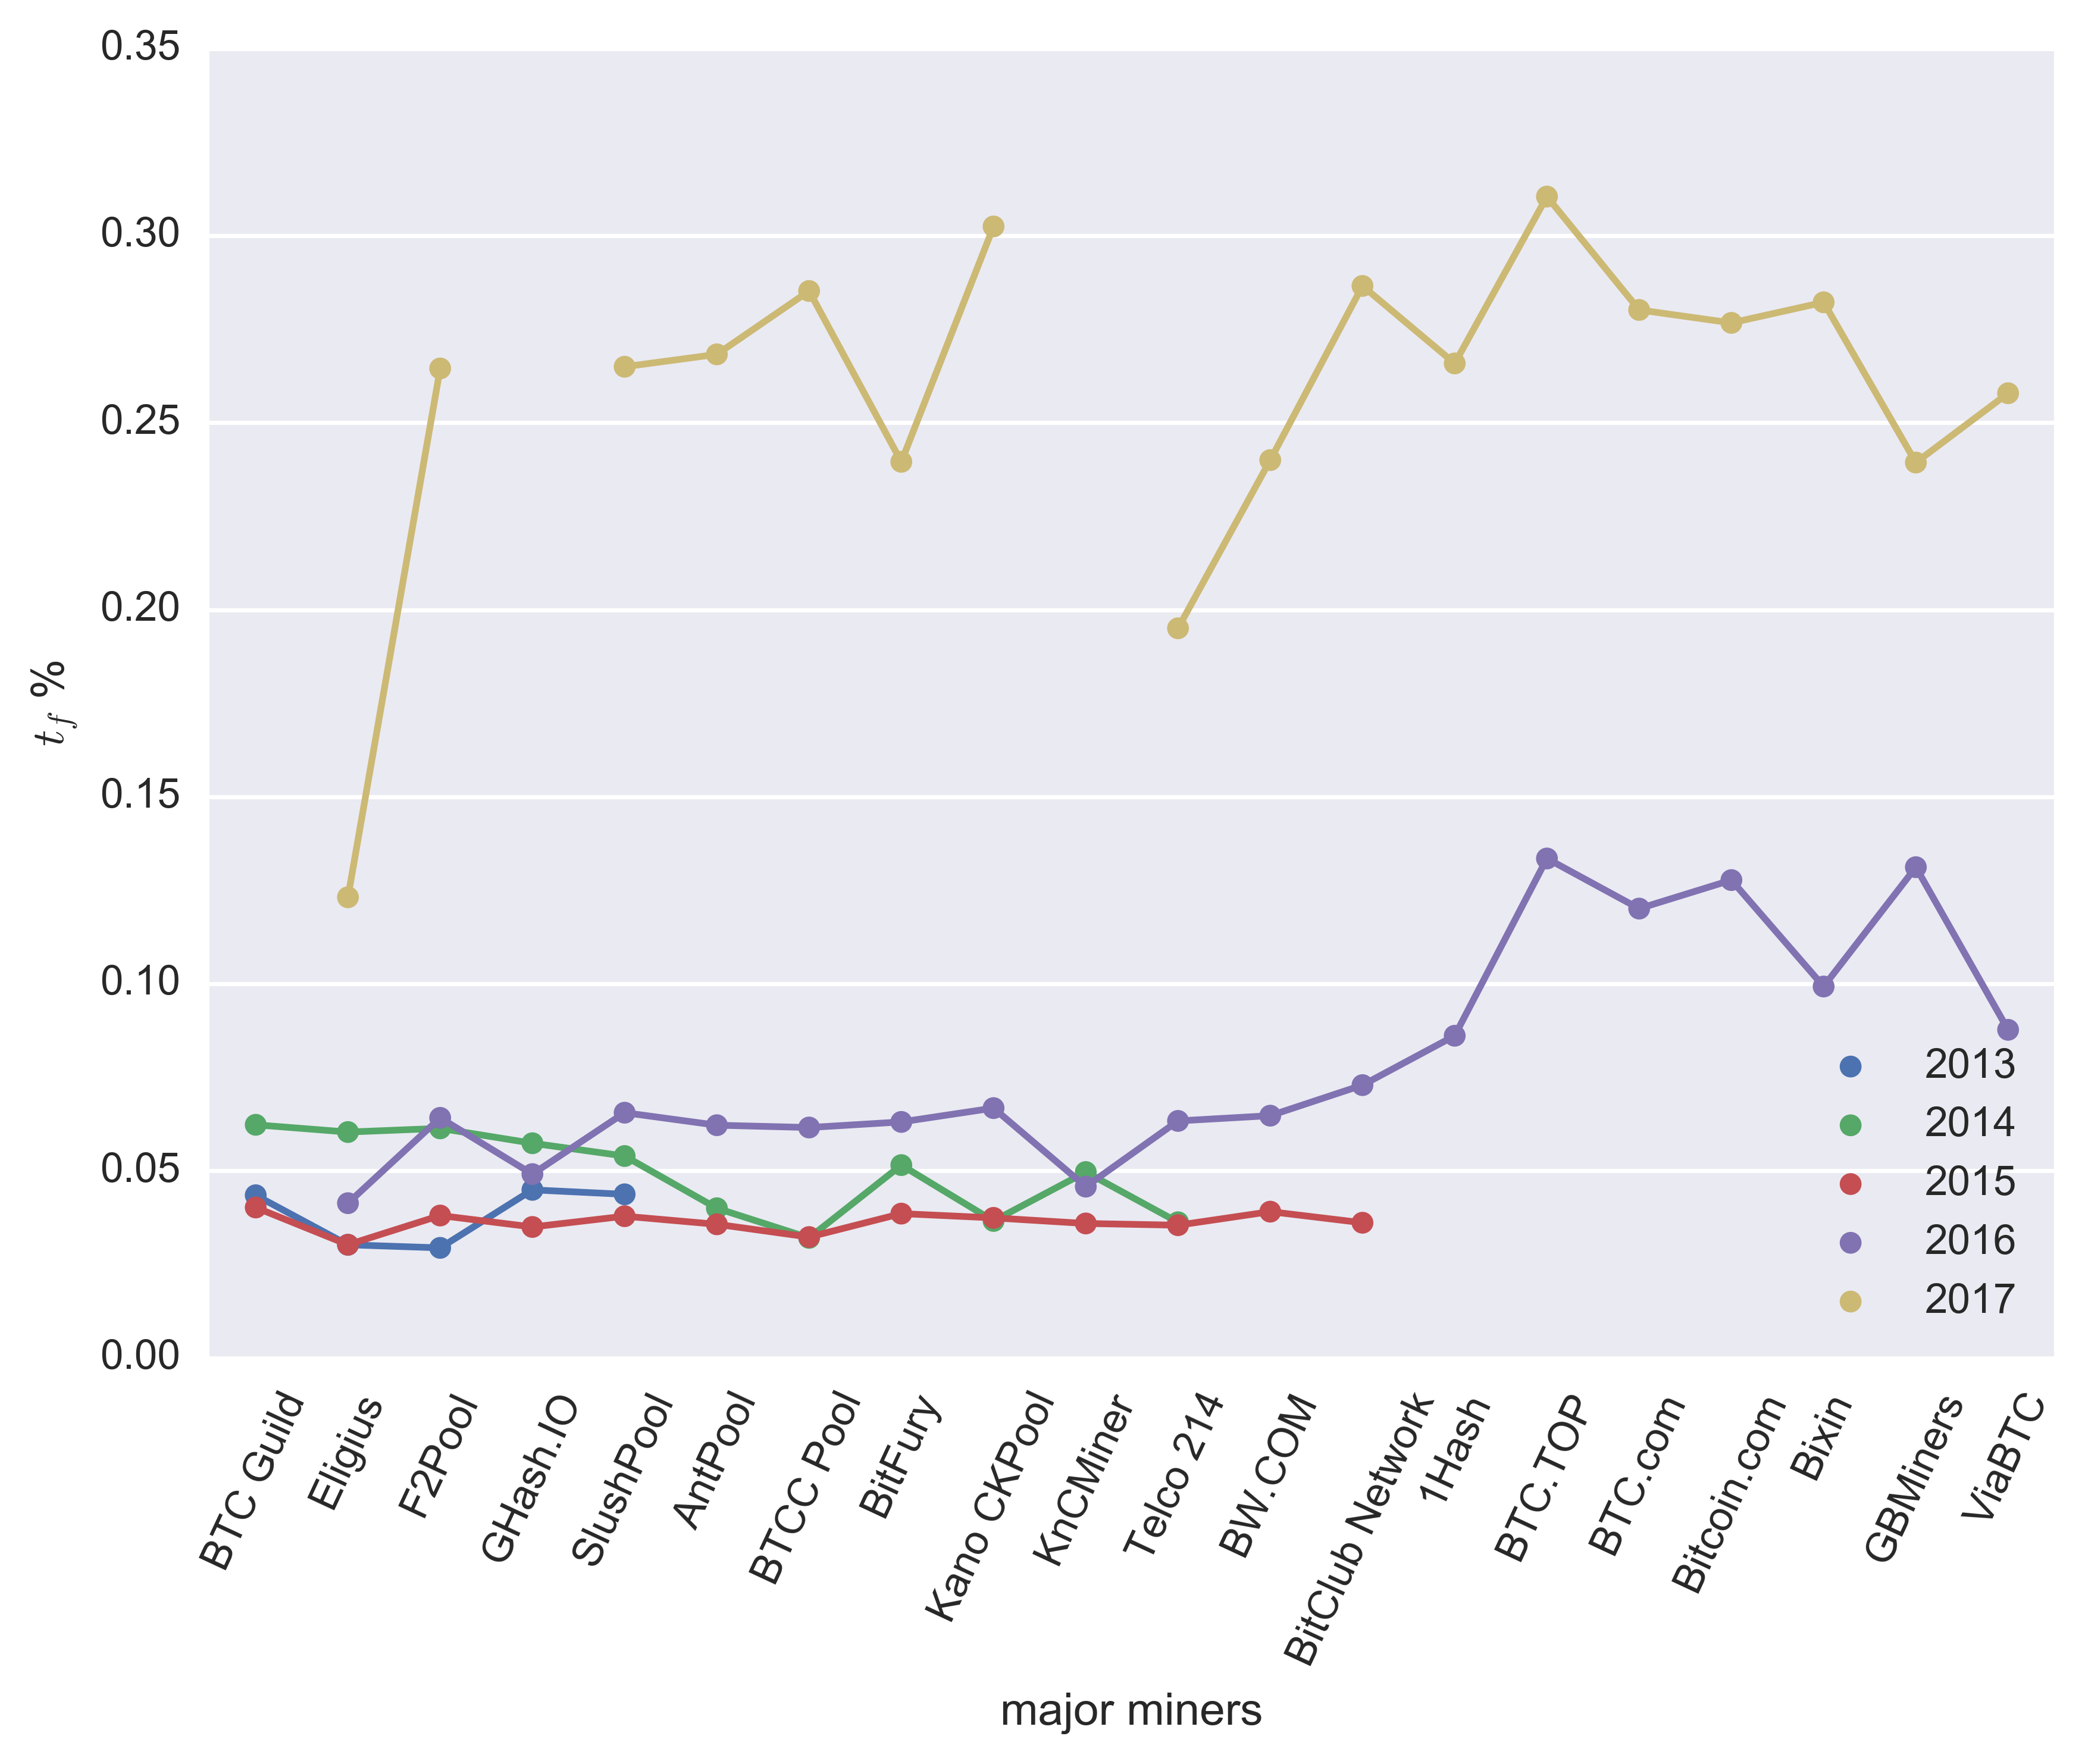 0.35
0.30
0.25
0.20
0.15
0.10
0.05
0.00
t_f %
2013
2014
2015
2016
2017
BTC Guild
Eligius
F2Pool
GHash.IO
SlushPool
AntPool
BTCC Pool
BitFury
Kano CKPool
KnCMiner
Telco 214
BW.COM
BitClub Network
1Hash
BTC.TOP
BTC.com
Bitcoin.com
Bixin
GBMiners
ViaBTC
major miners